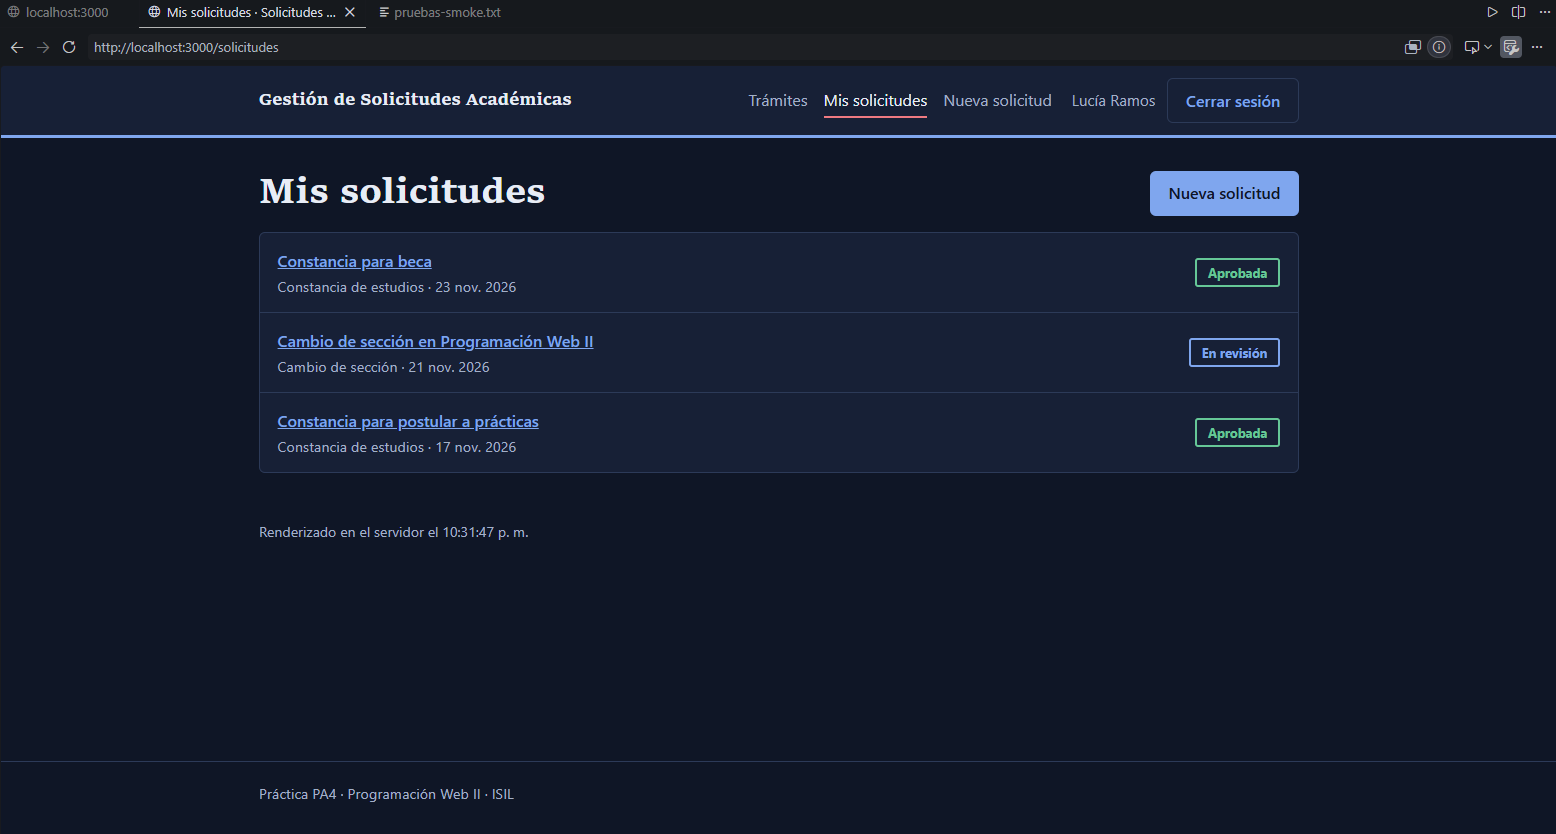 localhost:3000
Mis solicitudes · Solicitudes ...
pruebas-smoke.txt
http://localhost:3000/solicitudes
Gestión de Solicitudes Académicas
Trámites
Mis solicitudes
Nueva solicitud
Lucía Ramos
Cerrar sesión
Mis solicitudes
Nueva solicitud
Constancia para beca
Constancia de estudios · 23 nov. 2026
Aprobada
Cambio de sección en Programación Web II
Cambio de sección · 21 nov. 2026
En revisión
Constancia para postular a prácticas
Constancia de estudios · 17 nov. 2026
Aprobada
Renderizado en el servidor el 10:31:47 p. m.
Práctica PA4 · Programación Web II · ISIL